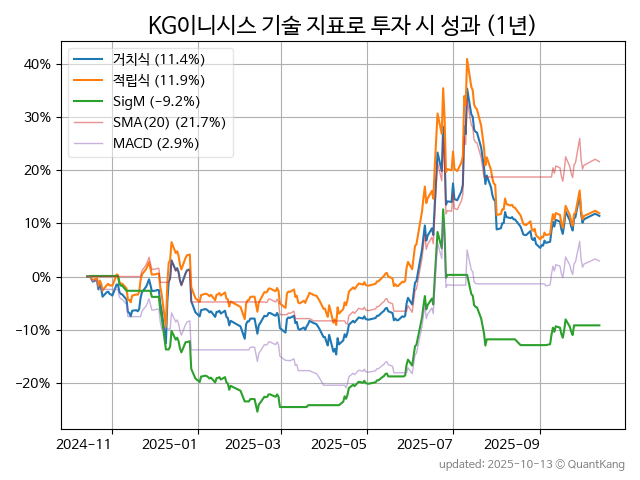 KG이니시스 기술 지표로 투자 시 성과 (1년)
거치식 (11.4%)
적립식 (11.9%)
SigM (−9.2%)
SMA(20) (21.7%)
MACD (2.9%)
40%
30%
20%
10%
0%
−10%
−20%
2024-11 2025-01 2025-03 2025-05 2025-07 2025-09
updated: 2025-10-13 ⓒ QuantKang